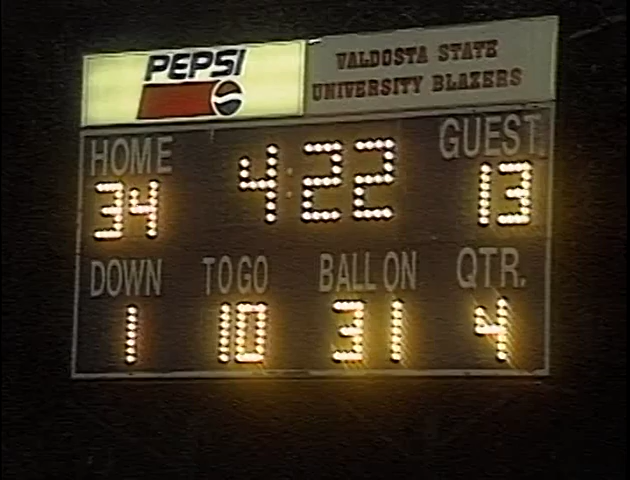 PEPSI
VALDOSTA STATE
UNIVERSITY BLAZERS
HOME 4:22 GUEST
34 13
DOWN TO GO BALL ON QTR.
1 10 31 4